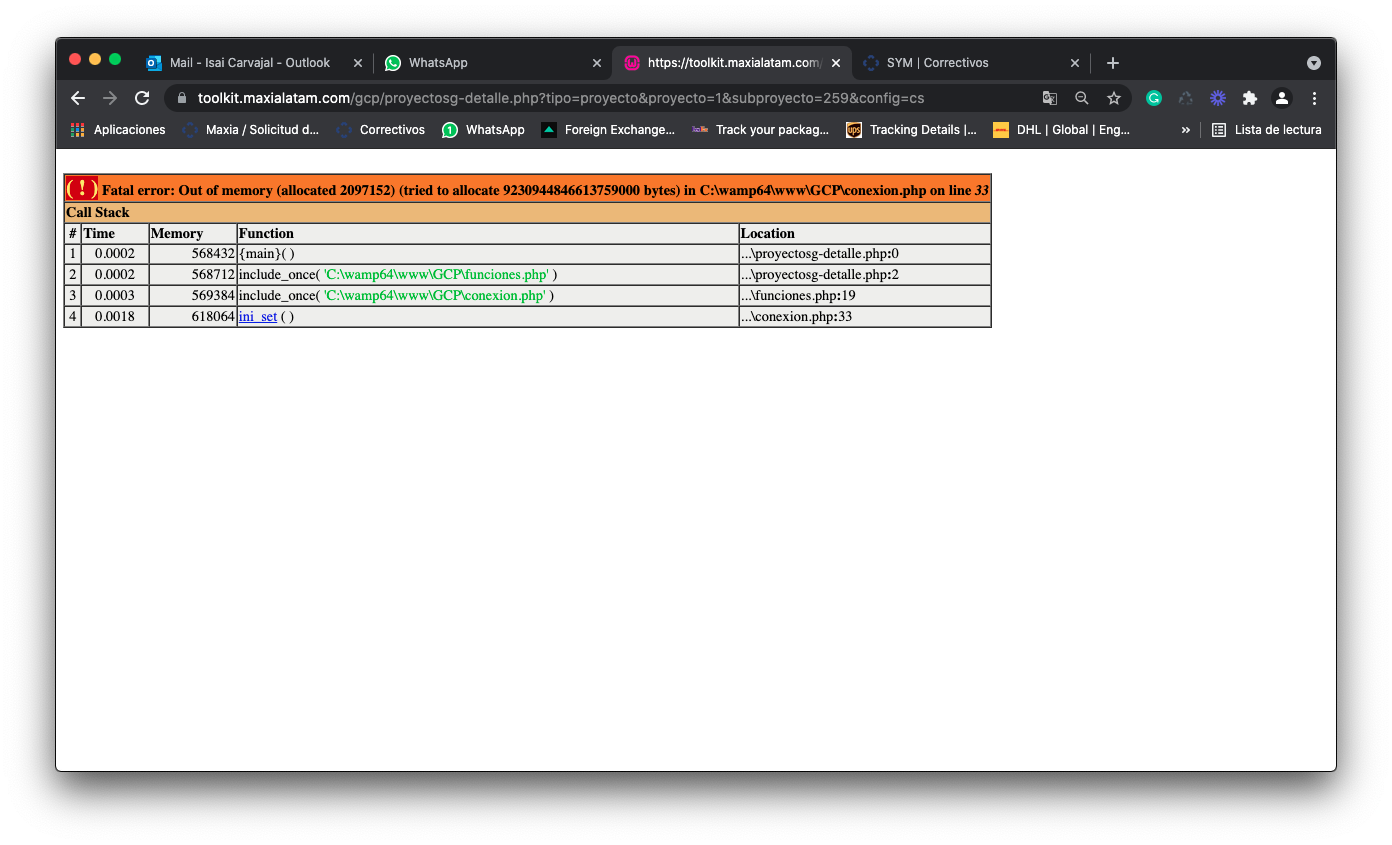 Mail - Isai Carvajal - Outlook
WhatsApp
https://toolkit.maxialatam.com/
SYM | Correctivos
toolkit.maxialatam.com/gcp/proyectosg-detalle.php?tipo=proyecto&proyecto=1&subproyecto=259&config=cs
Aplicaciones Maxia / Solicitud d... Correctivos WhatsApp Foreign Exchange... Track your packag... Tracking Details |... DHL | Global | Eng... » Lista de lectura
( ! ) Fatal error: Out of memory (allocated 2097152) (tried to allocate 9230944846613759000 bytes) in C:\wamp64\www\GCP\conexion.php on line 33
Call Stack
# Time Memory Function Location
1 0.0002 568432 {main}( ) ...\proyectosg-detalle.php:0
2 0.0002 568712 include_once( 'C:\wamp64\www\GCP\funciones.php' ) ...\proyectosg-detalle.php:2
3 0.0003 569384 include_once( 'C:\wamp64\www\GCP\conexion.php' ) ...\funciones.php:19
4 0.0018 618064 ini_set ( ) ...\conexion.php:33